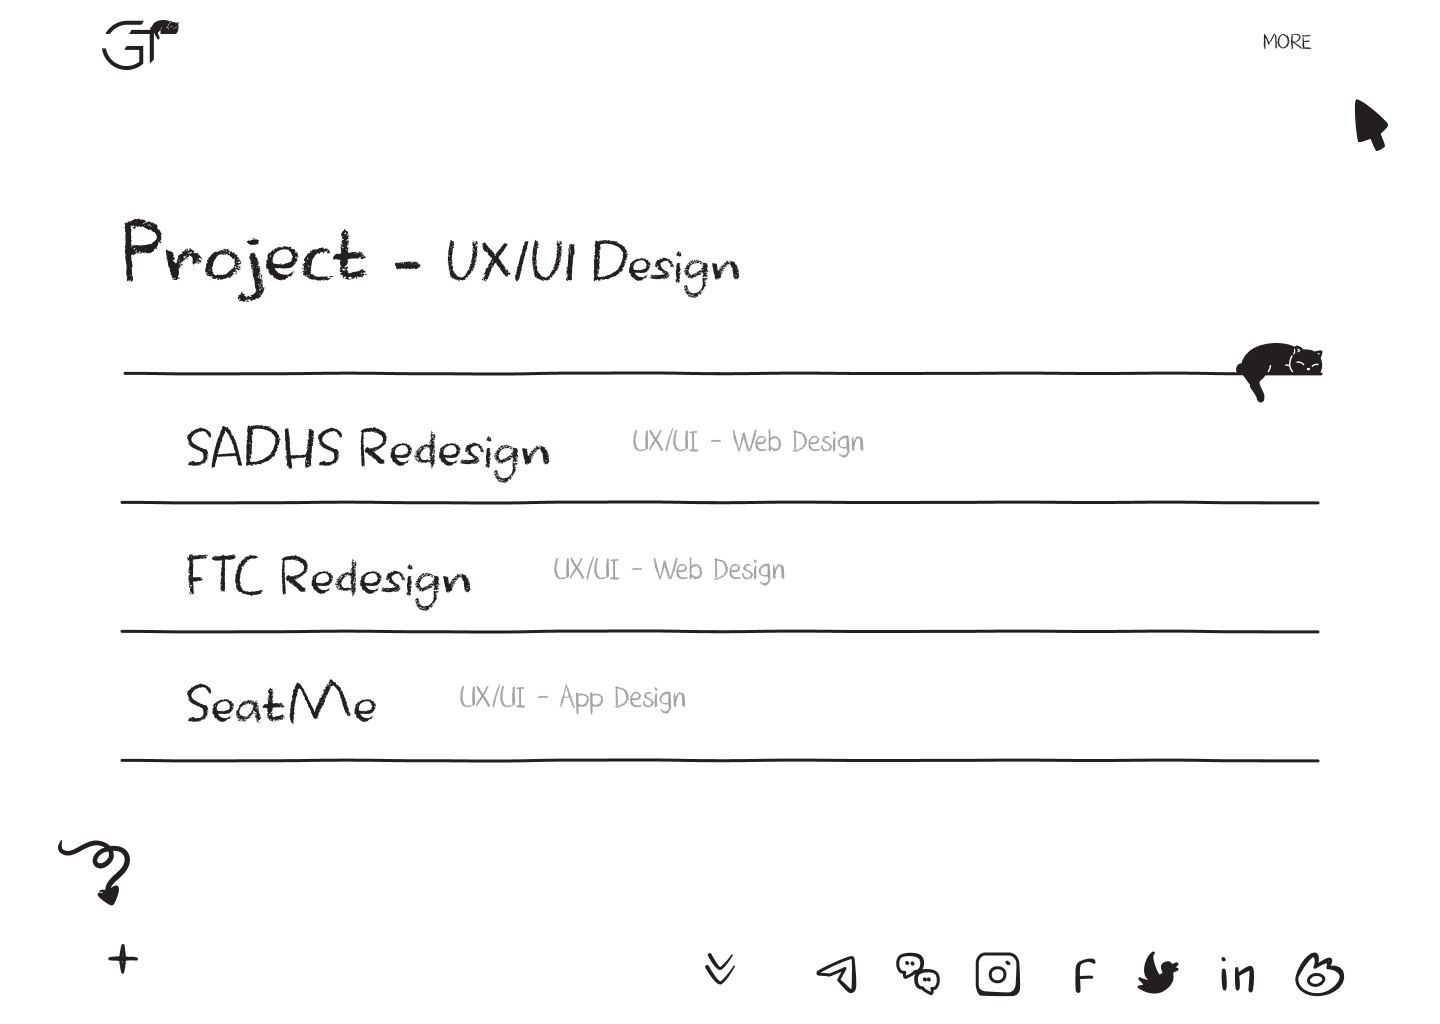 GT
MORE
Project - UX/UI Design
SADHS Redesign UX/UI - Web Design
FTC Redesign UX/UI - Web Design
SeatMe UX/UI - App Design
F in